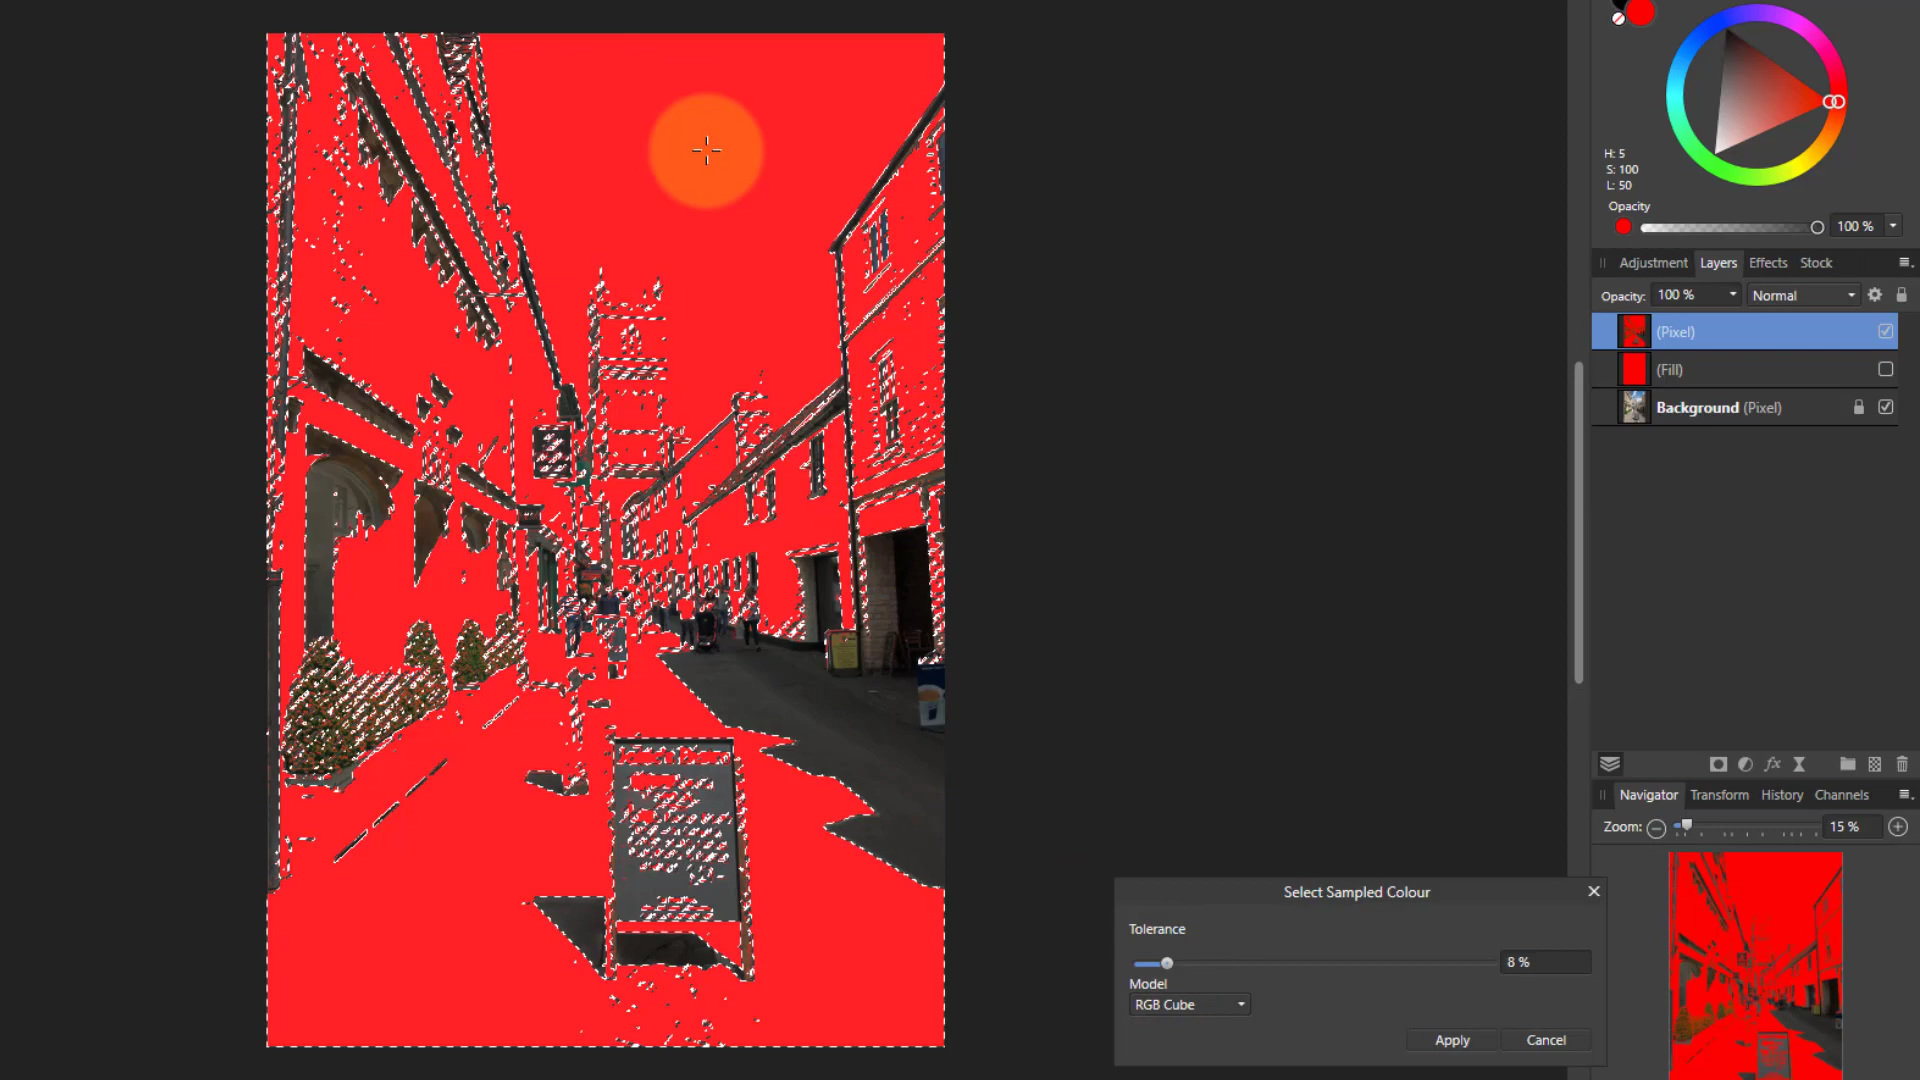 H: 5
S: 100
L: 50
Opacity
100 %
Adjustment Layers Effects Stock
Opacity: 100 % Normal
(Pixel)
(Fill)
Background (Pixel)
fx
Navigator Transform History Channels
Zoom: 15 %
Select Sampled Colour
Tolerance
8 %
Model
RGB Cube
Apply Cancel